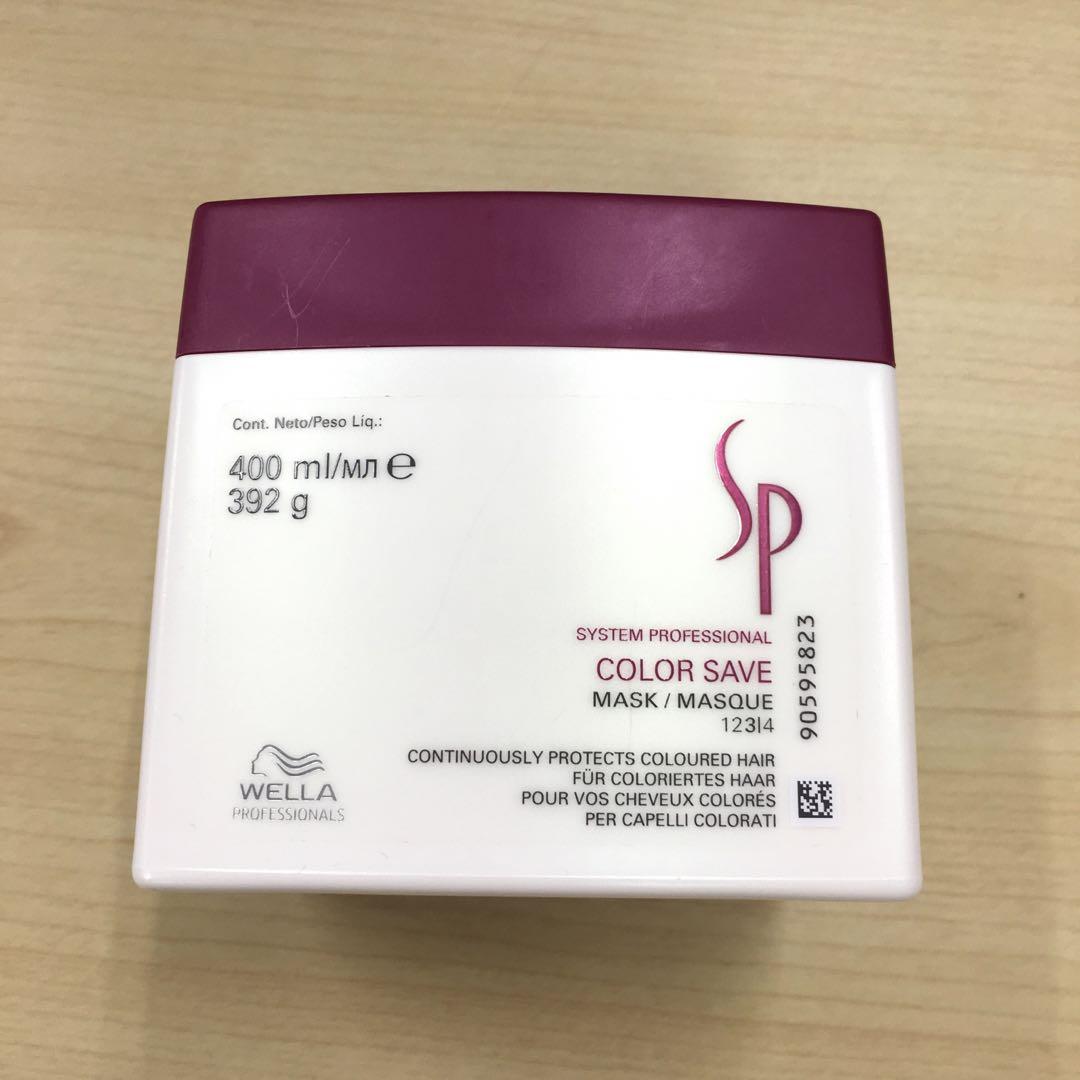 Cont. Neto/Peso Líq.:
400 ml/мл ℮
392 g
SP
SYSTEM PROFESSIONAL
COLOR SAVE
MASK / MASQUE
123|4
90595823
CONTINUOUSLY PROTECTS COLOURED HAIR
FÜR COLORIERTES HAAR
POUR VOS CHEVEUX COLORÉS
PER CAPELLI COLORATI
WELLA
PROFESSIONALS